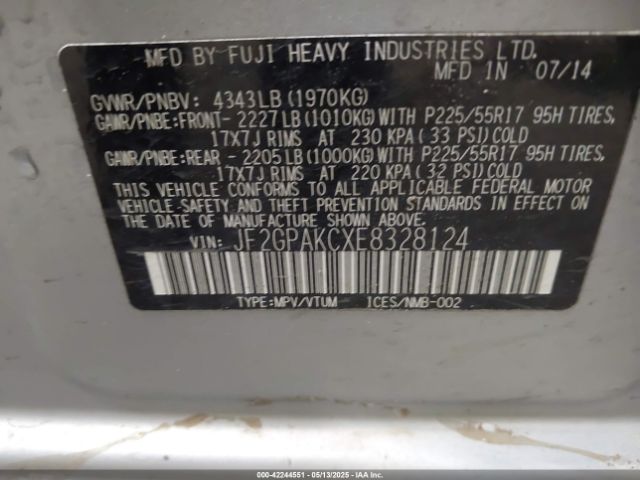 MFD BY FUJI HEAVY INDUSTRIES LTD.
MFD IN 07/14
GVWR/PNBV: 4343LB (1970KG)
GAWR/PNBE:FRONT- 2227LB (1010KG) WITH P225/55R17 95H TIRES,
17X7J RIMS AT 230 KPA (33 PSI) COLD
GAWR/PNBE:REAR - 2205LB (1000KG) WITH P225/55R17 95H TIRES,
17X7J RIMS AT 220 KPA (32 PSI) COLD
THIS VEHICLE CONFORMS TO ALL APPLICABLE FEDERAL MOTOR
VEHICLE SAFETY AND THEFT PREVENTION STANDARDS IN EFFECT ON
THE DATE OF MANUFACTURE SHOWN ABOVE.
VIN: JF2GPAKCXE8328124
TYPE:MPV/VTUM ICES/NMB-002
000-42244551 - 05/13/2025 - IAAI.COM